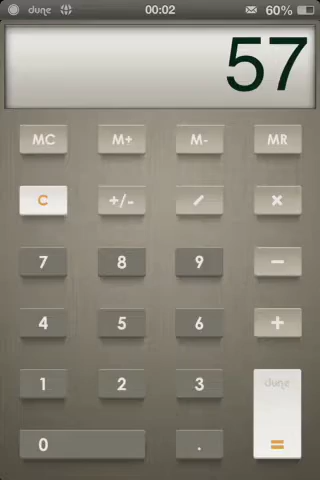 dune 00:02 60%
57
MC M+ M- MR
C +/- / ×
7 8 9 −
4 5 6 +
1 2 3 dune
0 . =